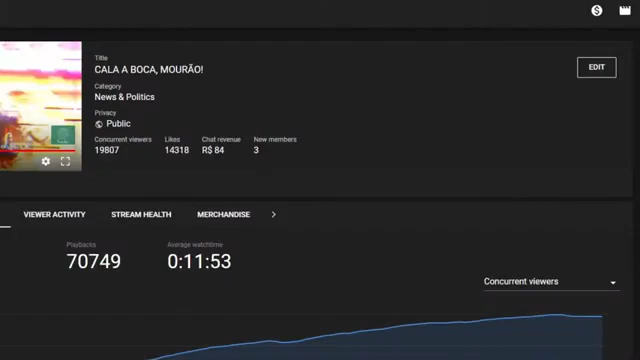 Title
CALA A BOCA, MOURÃO!
EDIT
Category
News & Politics
Privacy
Public
Concurrent viewers Likes Chat revenue New members
19807 14318 R$ 84 3
VIEWER ACTIVITY STREAM HEALTH MERCHANDISE
Playbacks Average watchtime
70749 0:11:53
Concurrent viewers